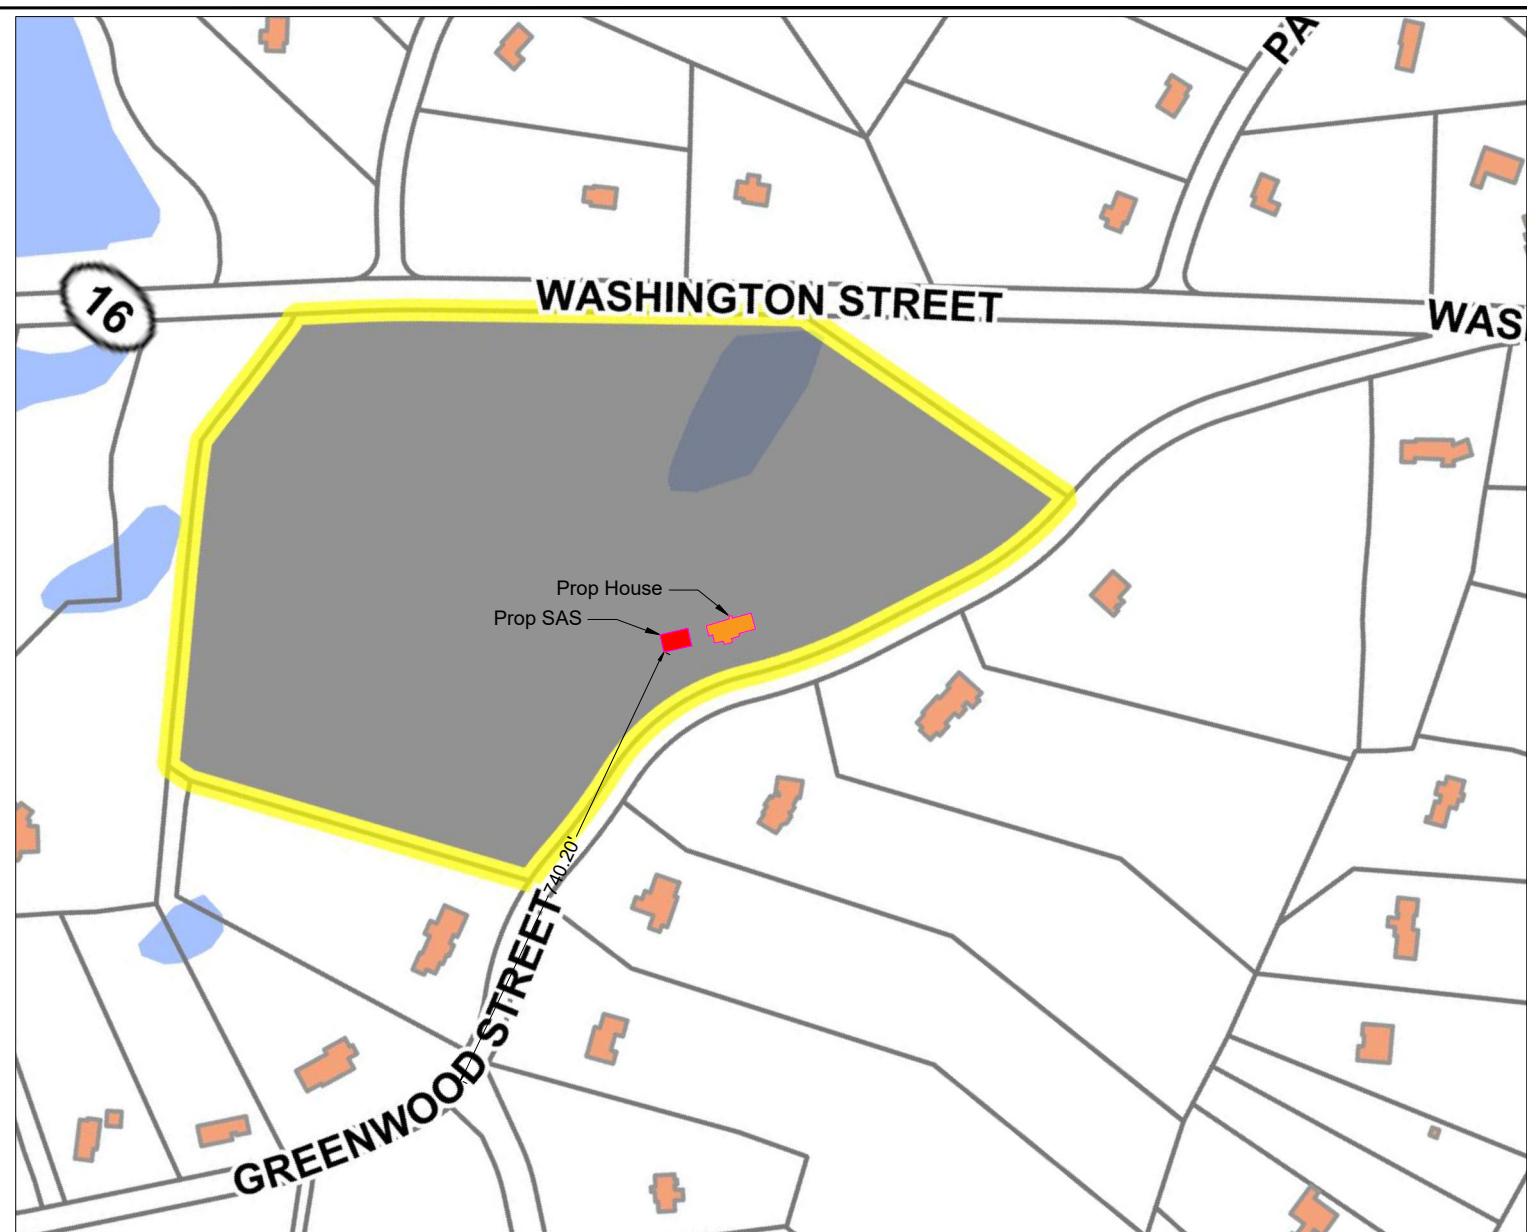 PA
16
WASHINGTON STREET
WAS
Prop House
Prop SAS
740.20'
GREENWOOD STREET